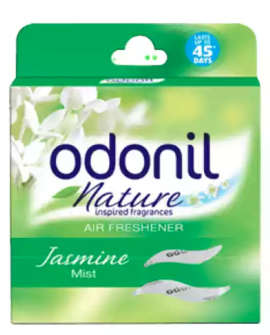 LASTS
UP TO
45*
DAYS
odonil
Nature
inspired fragrances
AIR FRESHENER
Jasmine
Mist